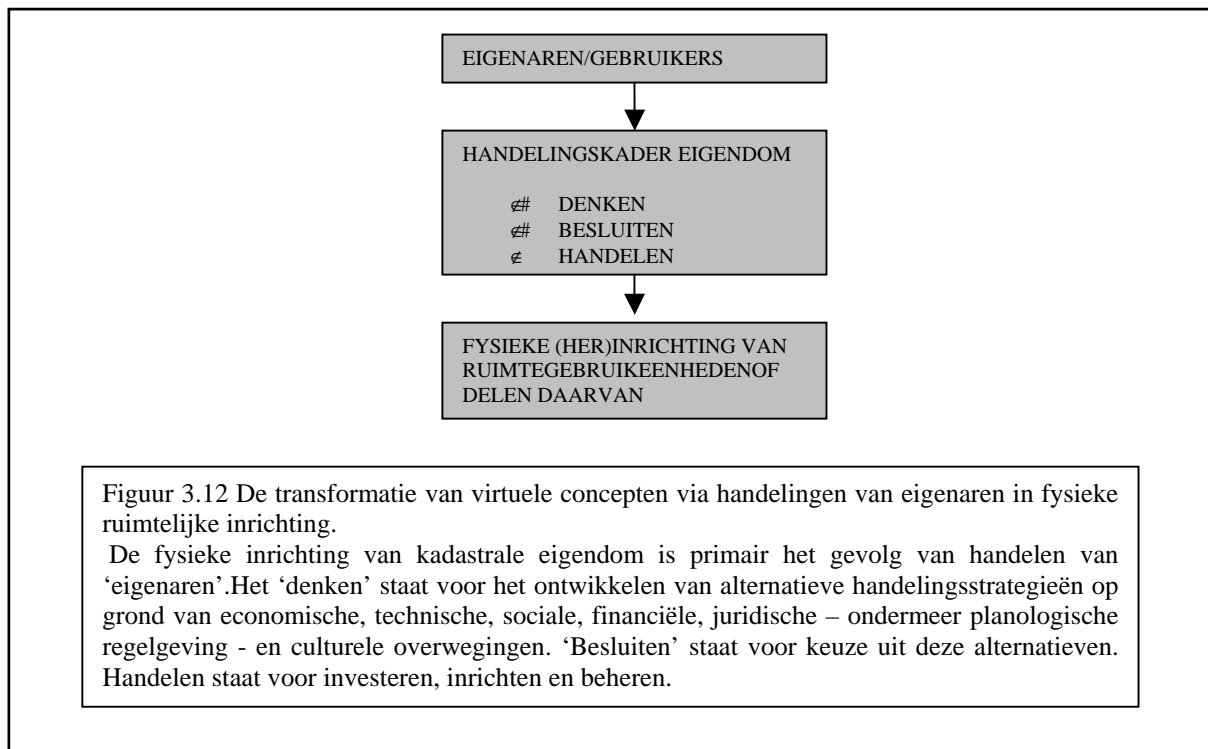 EIGENAREN/GEBRUIKERS
HANDELINGSKADER EIGENDOM
∉# DENKEN
∉# BESLUITEN
∉ HANDELEN
FYSIEKE (HER)INRICHTING VAN
RUIMTEGEBRUIKEENHEDENOF
DELEN DAARVAN
Figuur 3.12 De transformatie van virtuele concepten via handelingen van eigenaren in fysieke
ruimtelijke inrichting.
De fysieke inrichting van kadastrale eigendom is primair het gevolg van handelen van
‘eigenaren’.Het ‘denken’ staat voor het ontwikkelen van alternatieve handelingsstrategieën op
grond van economische, technische, sociale, financiële, juridische – ondermeer planologische
regelgeving - en culturele overwegingen. ‘Besluiten’ staat voor keuze uit deze alternatieven.
Handelen staat voor investeren, inrichten en beheren.